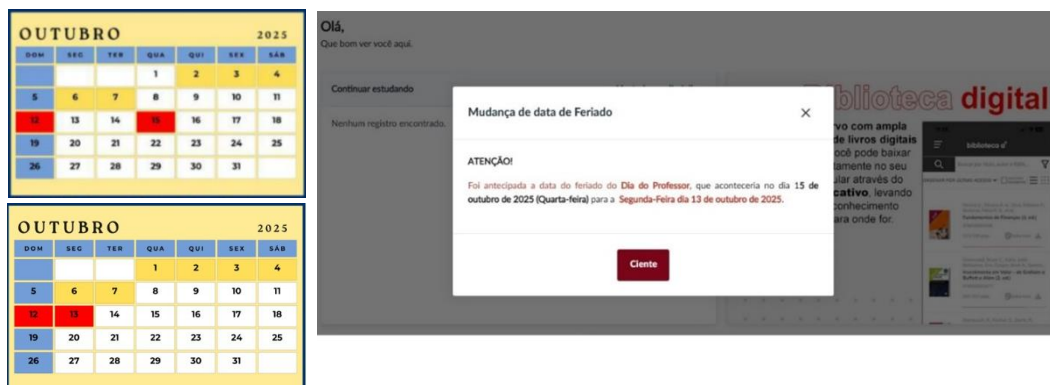 OUTUBRO 2025
DOM SEG TER QUA QUI SEX SÁB
1 2 3 4
5 6 7 8 9 10 11
12 13 14 15 16 17 18
19 20 21 22 23 24 25
26 27 28 29 30 31
OUTUBRO 2025
DOM SEG TER QUA QUI SEX SÁB
1 2 3 4
5 6 7 8 9 10 11
12 13 14 15 16 17 18
19 20 21 22 23 24 25
26 27 28 29 30 31
Olá,
Que bom ver você aqui.
Continuar estudando
Nenhum registro encontrado.
Mudança de data de Feriado ×
ATENÇÃO!
Foi antecipada a data do feriado do Dia do Professor, que aconteceria no dia 15 de
outubro de 2025 (Quarta-feira) para a Segunda-Feira dia 13 de outubro de 2025.
Ciente
blioteca digital
vo com ampla
de livros digitais
ocê pode baixar
tamente no seu
ular através do
cativo, levando
conhecimento
ara onde for.